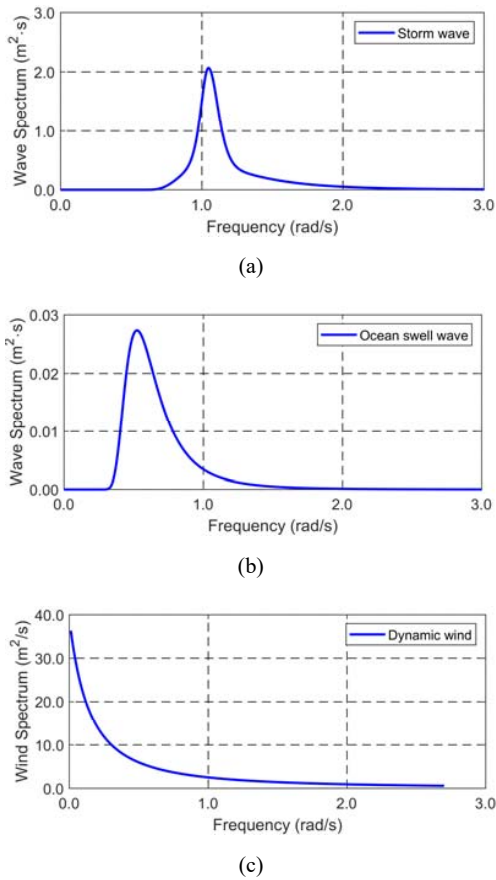 3.0
Storm wave
2.0
1.0
0.0
Wave Spectrum (m²·s)
0.0 1.0 2.0 3.0
Frequency (rad/s)
(a)
0.03
Ocean swell wave
0.02
0.01
0.00
Wave Spectrum (m²·s)
0.0 1.0 2.0 3.0
Frequency (rad/s)
(b)
40.0
Dynamic wind
30.0
20.0
10.0
0.0
Wind Spectrum (m²/s)
0.0 1.0 2.0 3.0
Frequency (rad/s)
(c)